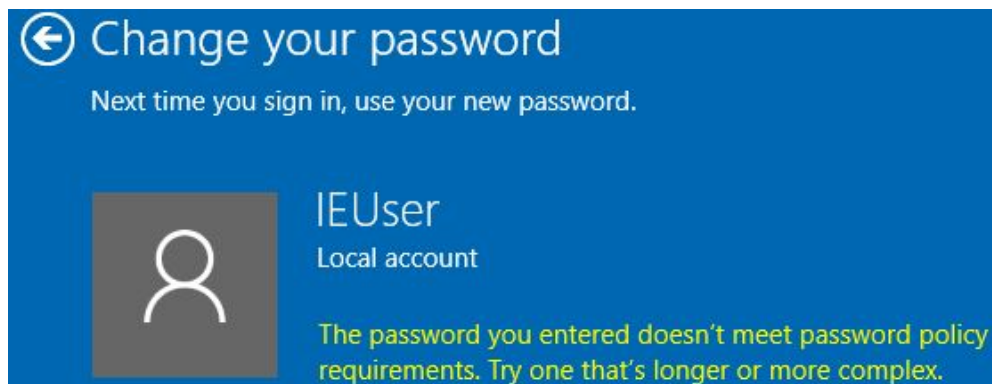 Change your password
Next time you sign in, use your new password.
IEUser
Local account
The password you entered doesn't meet password policy
requirements. Try one that's longer or more complex.